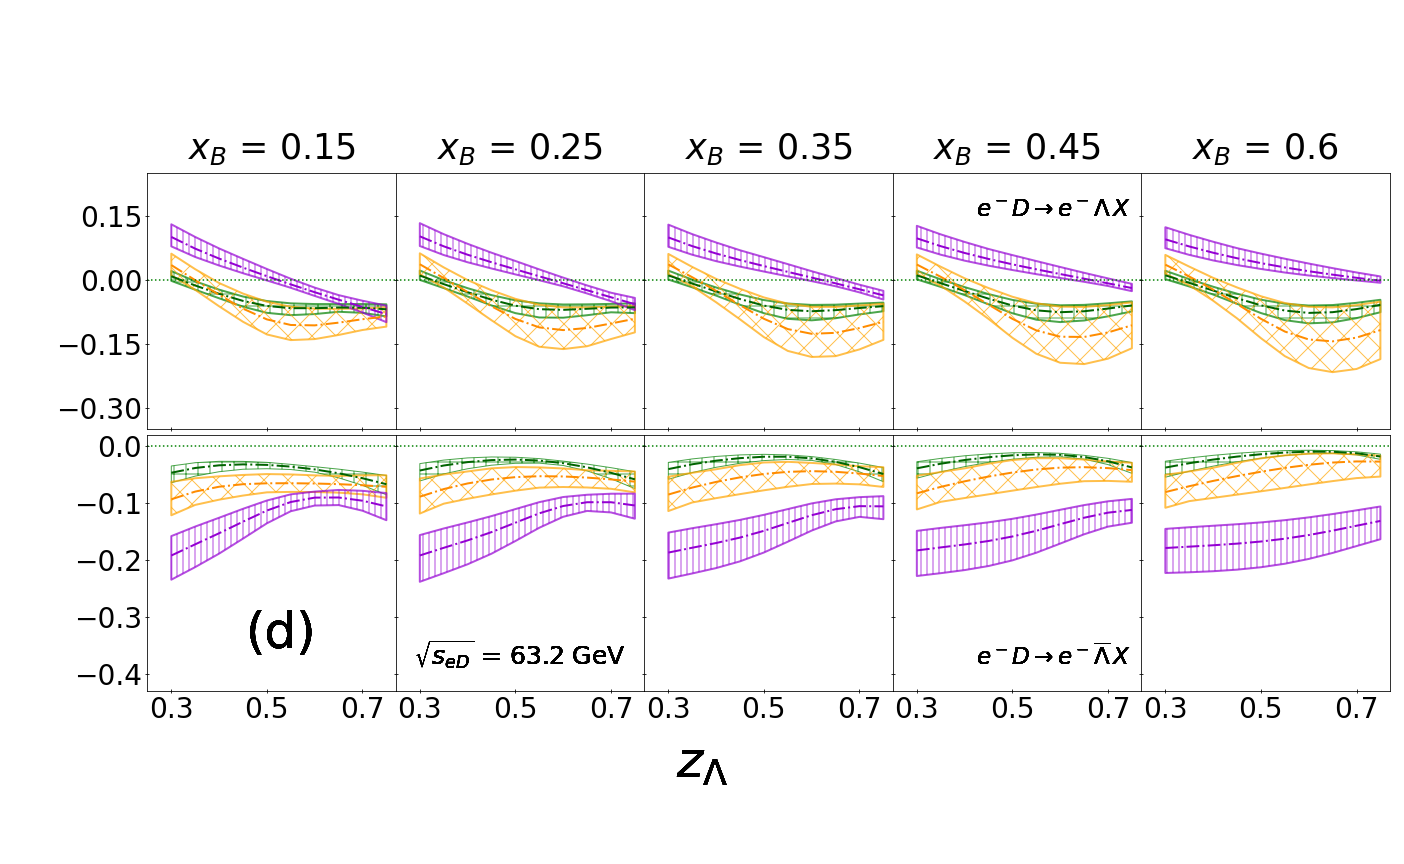 x_B = 0.15 x_B = 0.25 x_B = 0.35 x_B = 0.45 x_B = 0.6
0.15
e⁻D→e⁻ΛX
0.00
−0.15
−0.30
0.0
−0.1
−0.2
−0.3
(d)
√s_eD = 63.2 GeV
e⁻D→e⁻Λ̅X
−0.4
0.3 0.5 0.7 0.3 0.5 0.7 0.3 0.5 0.7 0.3 0.5 0.7 0.3 0.5 0.7
z_Λ